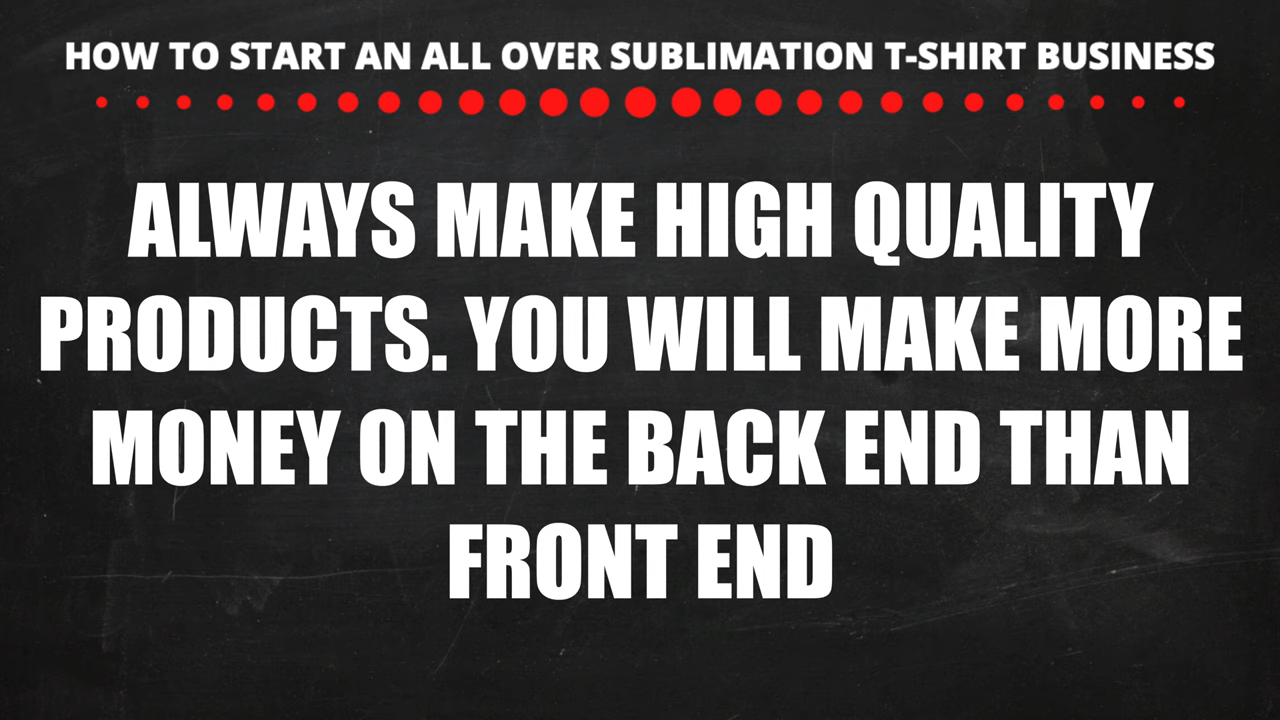 HOW TO START AN ALL OVER SUBLIMATION T-SHIRT BUSINESS
ALWAYS MAKE HIGH QUALITY
PRODUCTS. YOU WILL MAKE MORE
MONEY ON THE BACK END THAN
FRONT END